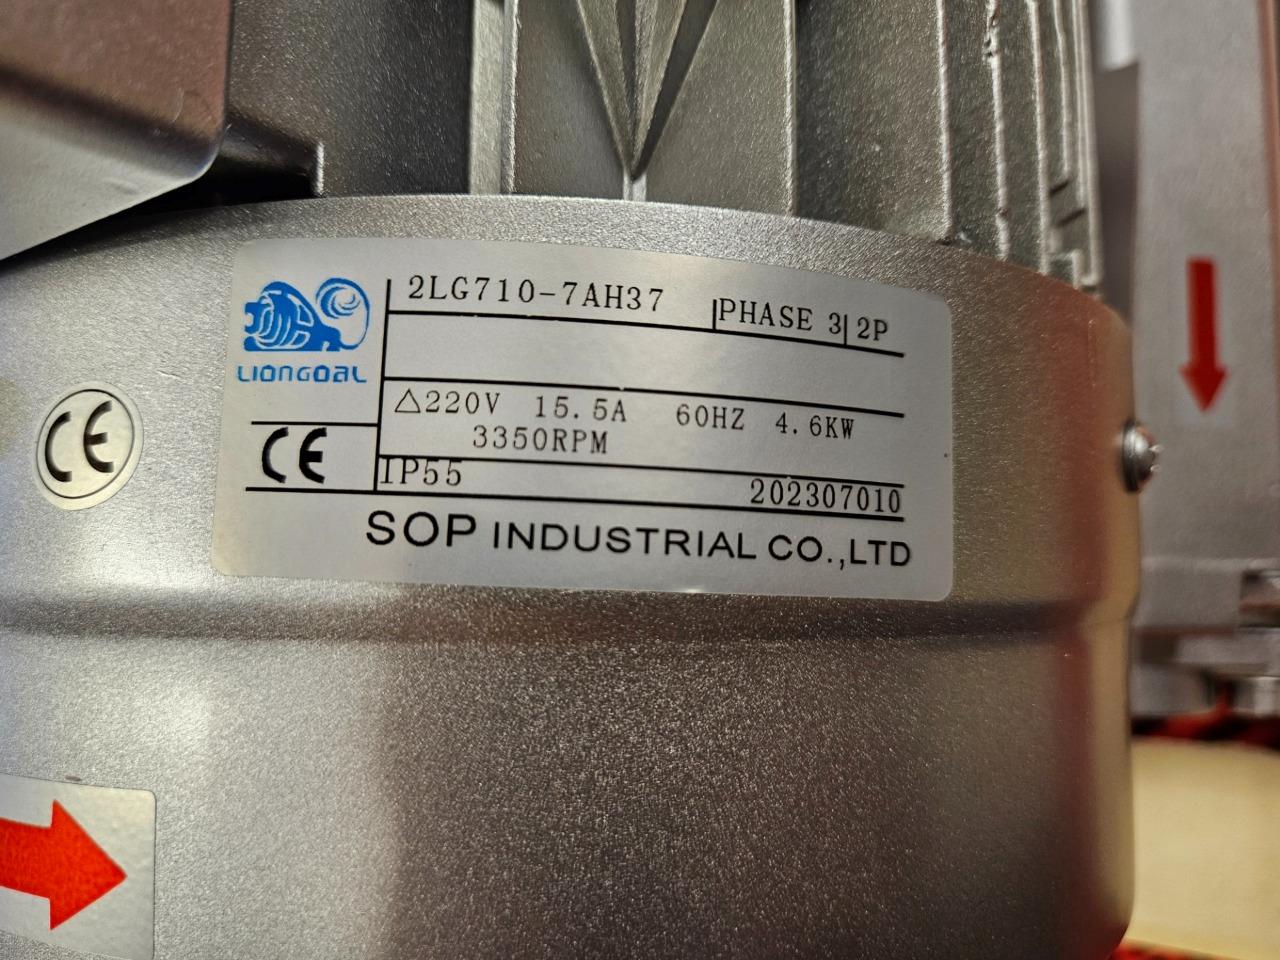 2LG710-7AH37 PHASE 3 2P
LIONGOAL
△220V 15.5A 60HZ 4.6KW
3350RPM
CE
CE
IP55 202307010
SOP INDUSTRIAL CO.,LTD